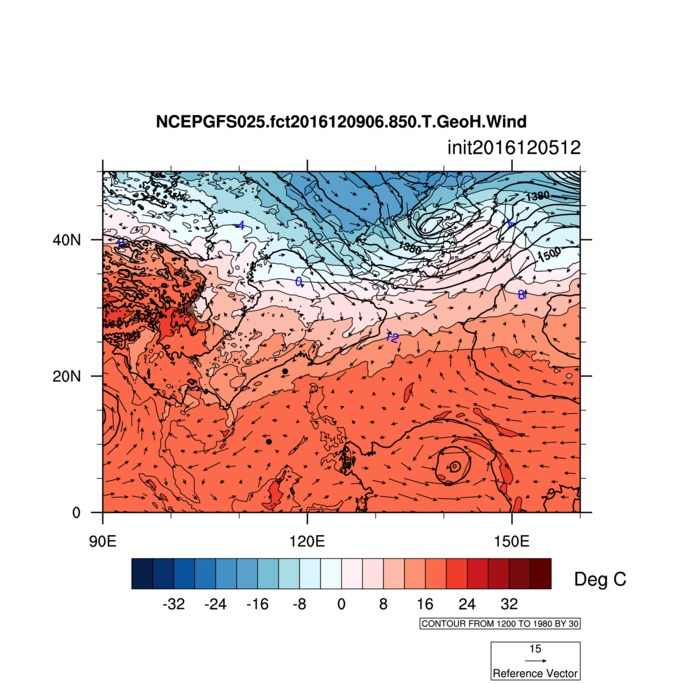 NCEPGFS025.fct2016120906.850.T.GeoH.Wind
init2016120512
1380
-4
40N
0
1500
0
8
12
20N
0
90E
120E
150E
Deg C
-32 -24 -16 -8 0 8 16 24 32
CONTOUR FROM 1200 TO 1980 BY 30
15
Reference Vector